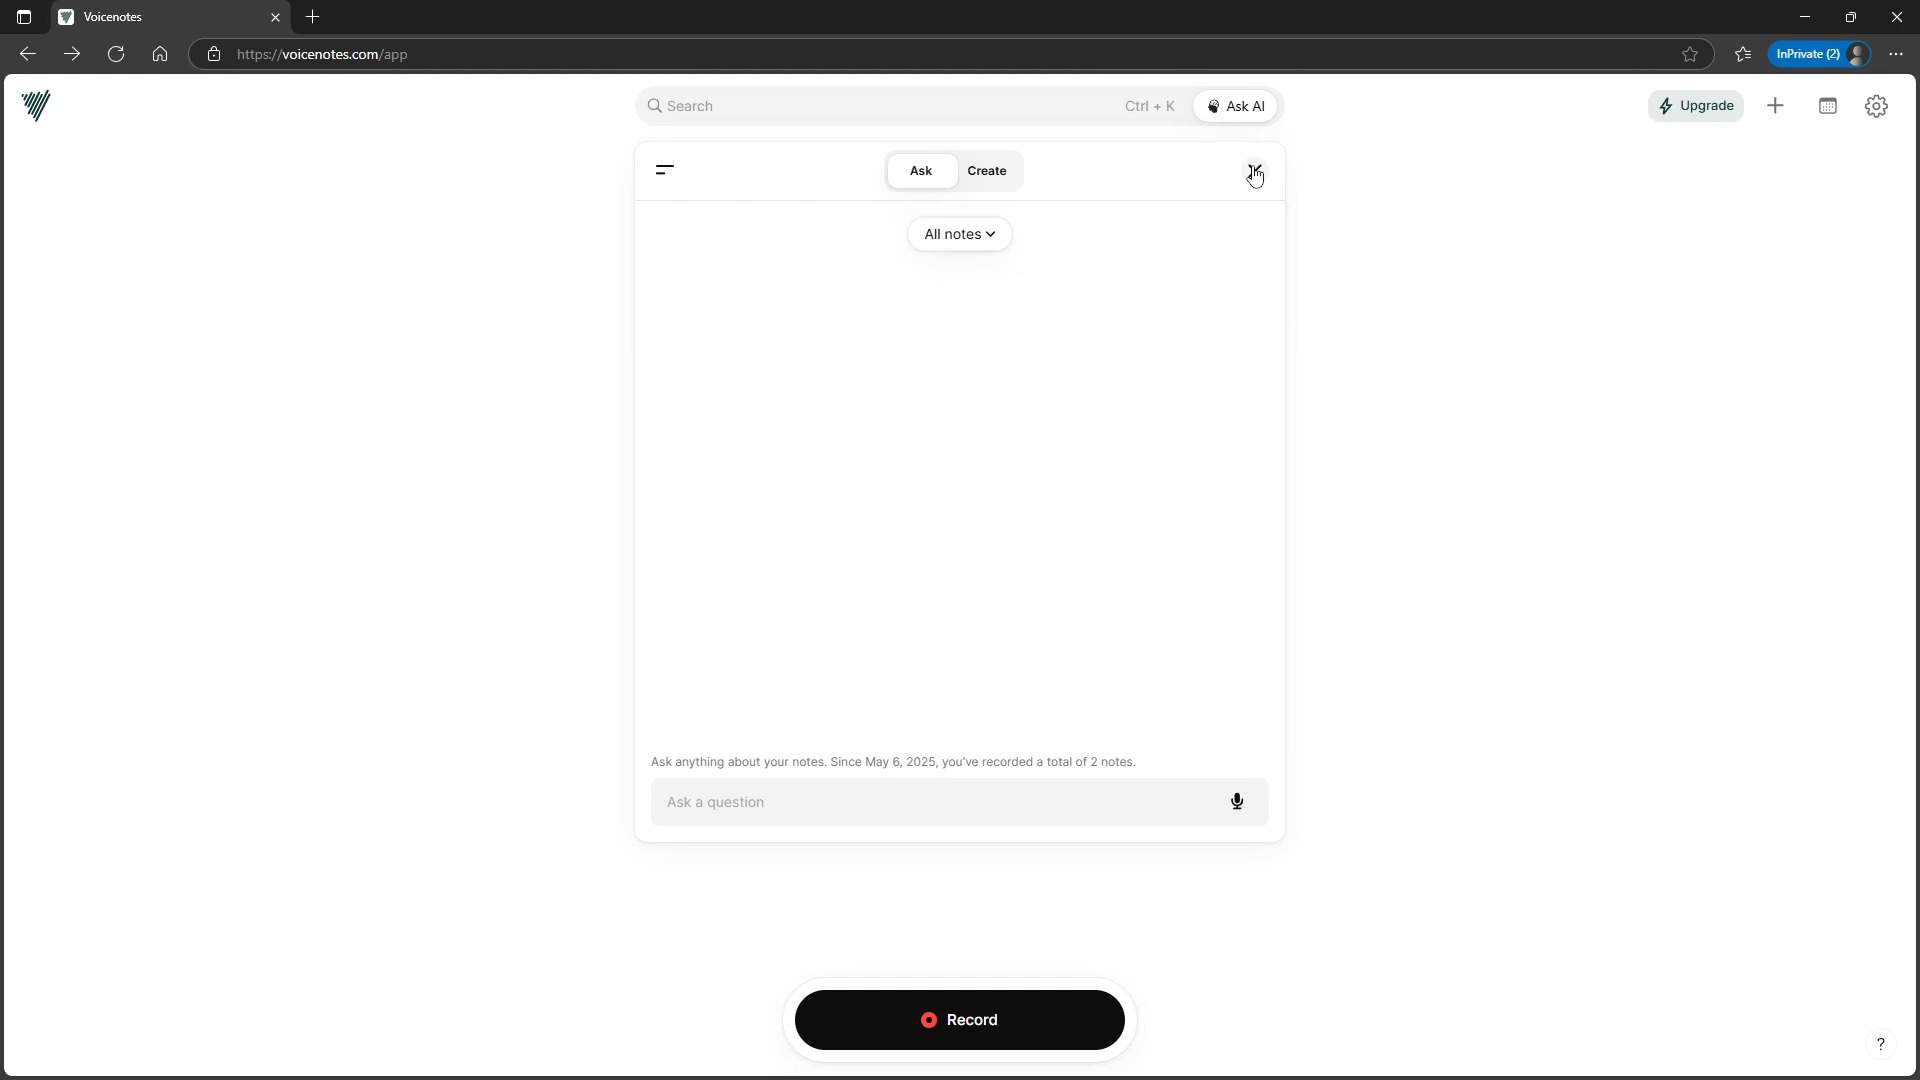 Voicenotes
https://voicenotes.com/app
InPrivate (2)
Search
Ctrl + K
Ask AI
Upgrade
Ask
Create
All notes
Ask anything about your notes. Since May 6, 2025, you've recorded a total of 2 notes.
Ask a question
Record
?